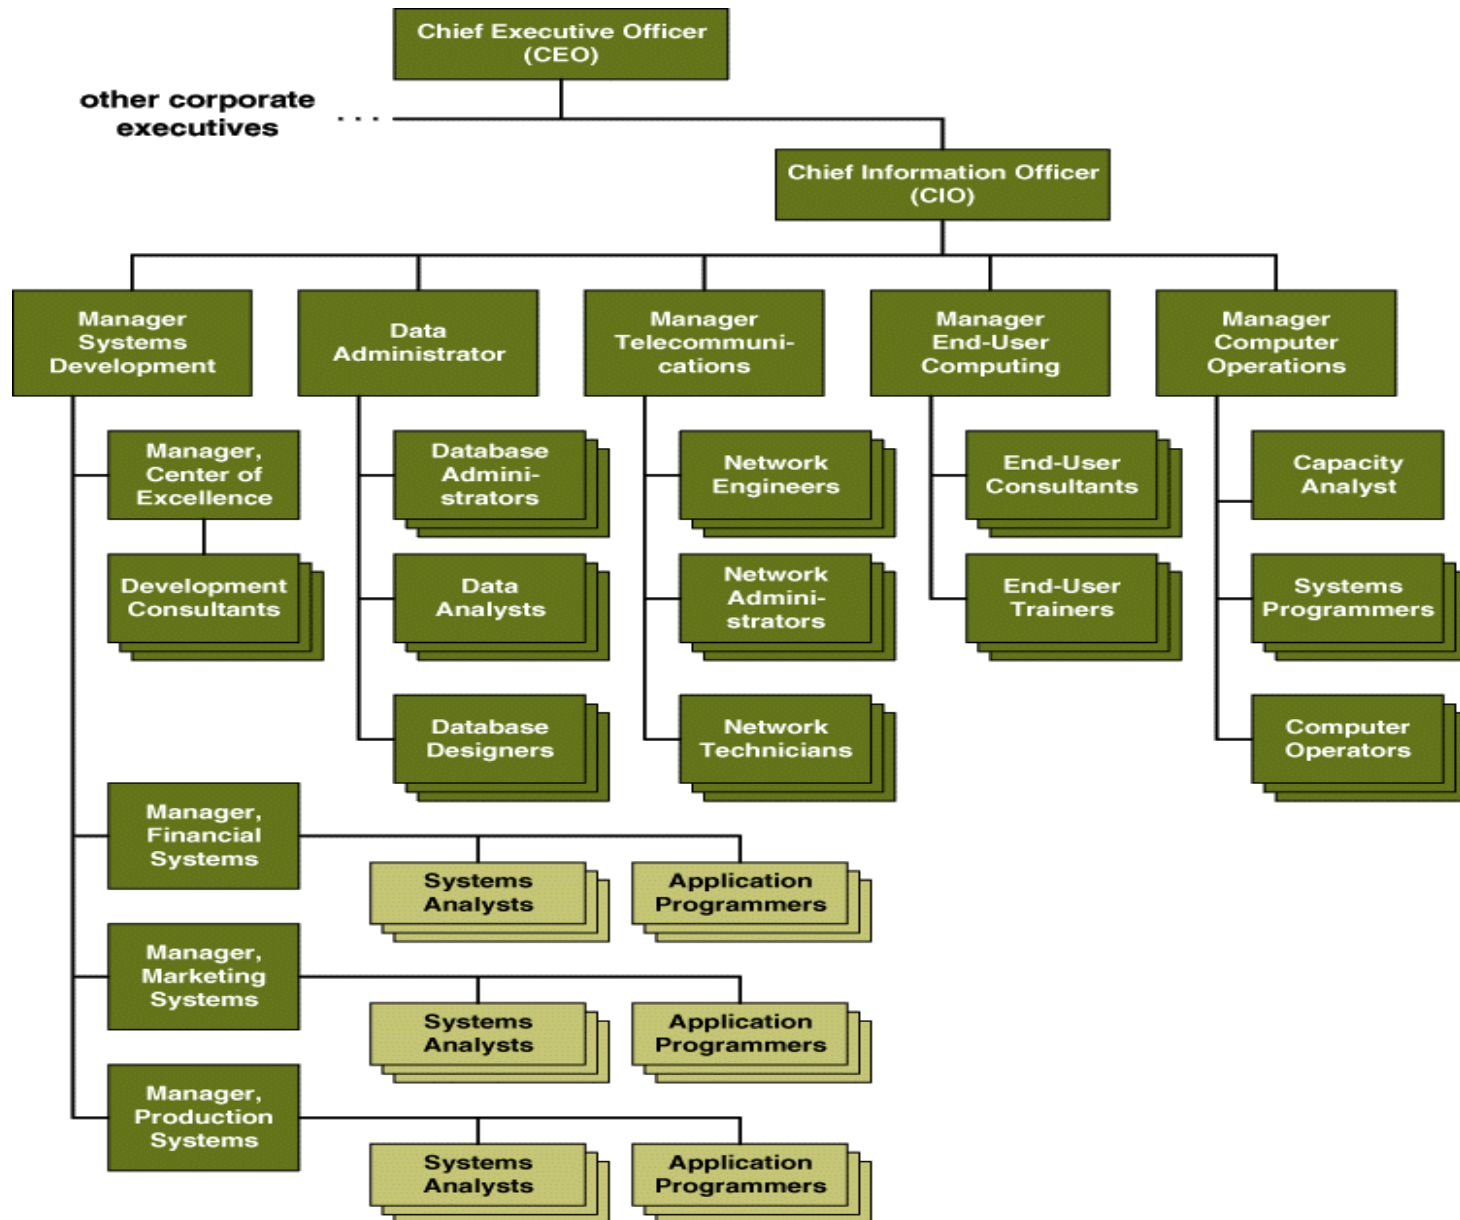 Chief Executive Officer
(CEO)
other corporate
executives
...
Chief Information Officer
(CIO)
Manager
Systems
Development
Data
Administrator
Manager
Telecommuni-
cations
Manager
End-User
Computing
Manager
Computer
Operations
Manager,
Center of
Excellence
Database
Admini-
strators
Network
Engineers
End-User
Consultants
Capacity
Analyst
Development
Consultants
Data
Analysts
Network
Admini-
strators
End-User
Trainers
Systems
Programmers
Database
Designers
Network
Technicians
Computer
Operators
Manager,
Financial
Systems
Systems
Analysts
Application
Programmers
Manager,
Marketing
Systems
Systems
Analysts
Application
Programmers
Manager,
Production
Systems
Systems
Analysts
Application
Programmers